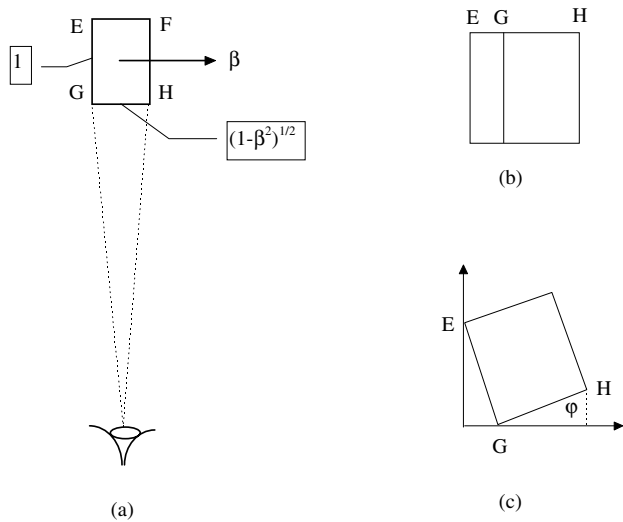 E F
1
β
G H
(1-β²)¹/²
(a)
E G H
(b)
E
H
φ
G
(c)